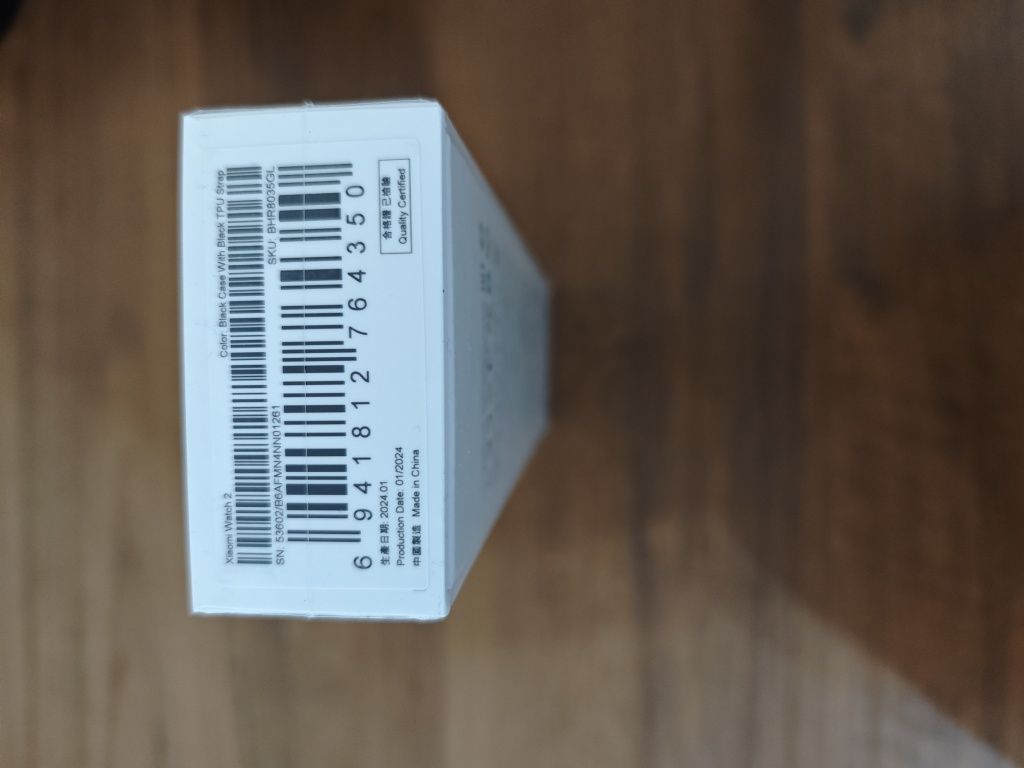 Xiaomi Watch 2
Color: Black Case With Black TPU Strap
SN: 53602/B6AFMN4NN01261
SKU: BHR8035GL
6 941812 764350
生產日期: 2024.01
Production Date: 01/2024
中國製造 Made in China
合格證 已檢驗
Quality Certified